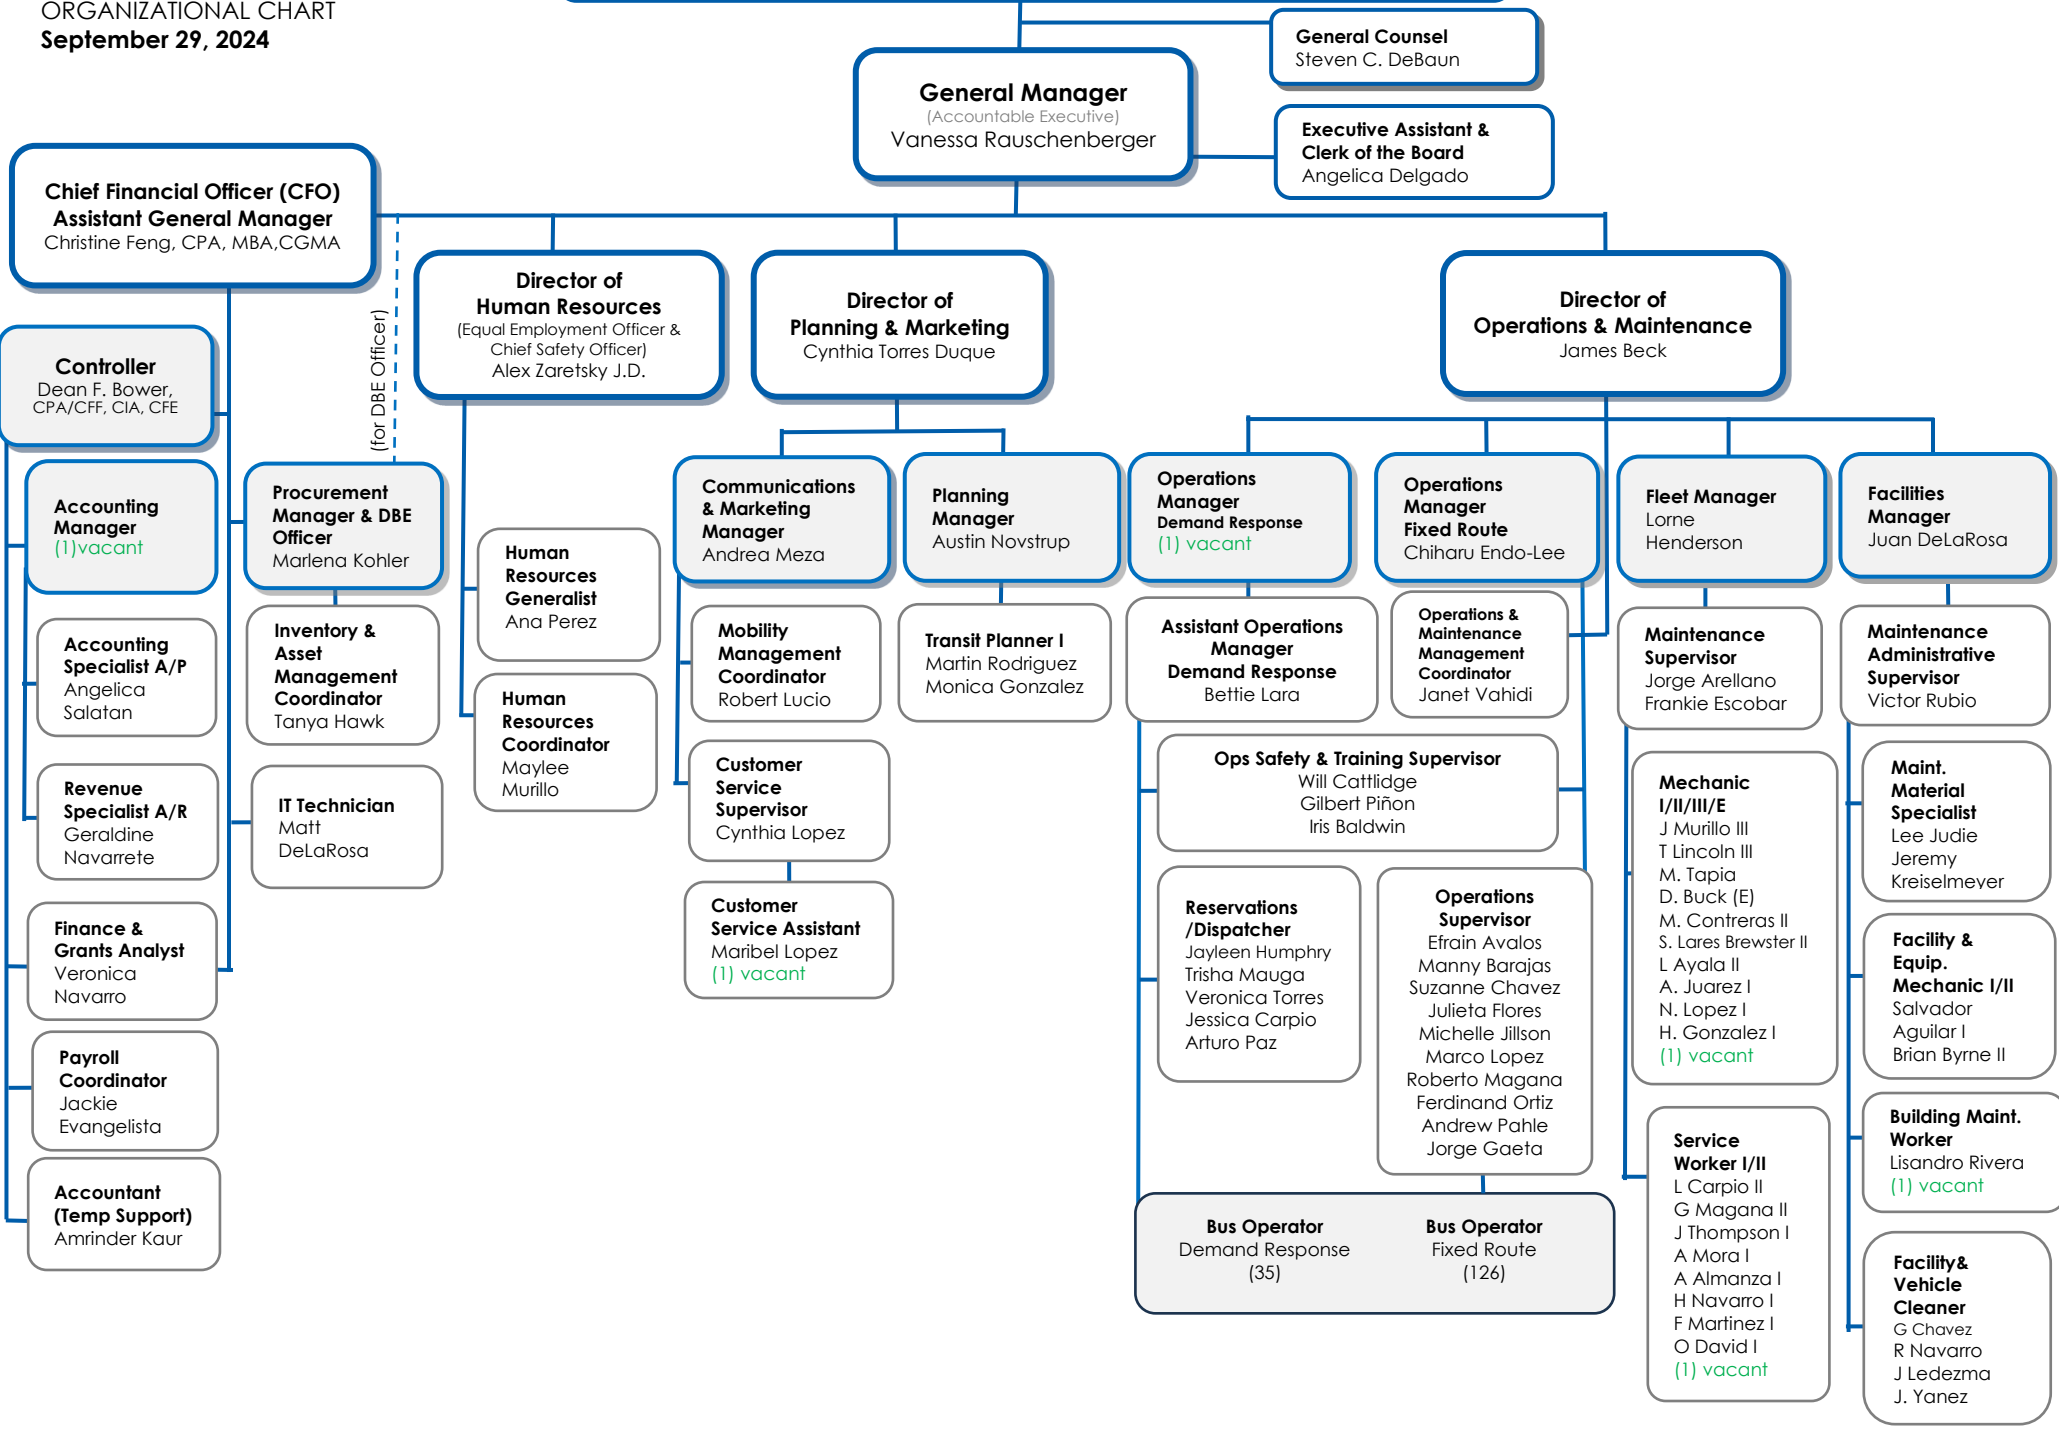 ORGANIZATIONAL CHART
September 29, 2024
General Counsel
Steven C. DeBaun
General Manager
(Accountable Executive)
Vanessa Rauschenberger
Executive Assistant &
Clerk of the Board
Angelica Delgado
Chief Financial Officer (CFO)
Assistant General Manager
Christine Feng, CPA, MBA,CGMA
(for DBE Officer)
Director of
Human Resources
(Equal Employment Officer &
Chief Safety Officer)
Alex Zaretsky J.D.
Director of
Planning & Marketing
Cynthia Torres Duque
Director of
Operations & Maintenance
James Beck
Controller
Dean F. Bower,
CPA/CFF, CIA, CFE
Accounting
Manager
(1)vacant
Procurement
Manager & DBE
Officer
Marlena Kohler
Communications
& Marketing
Manager
Andrea Meza
Planning
Manager
Austin Novstrup
Operations
Manager
Demand Response
(1) vacant
Operations
Manager
Fixed Route
Chiharu Endo-Lee
Fleet Manager
Lorne
Henderson
Facilities
Manager
Juan DeLaRosa
Human
Resources
Generalist
Ana Perez
Human
Resources
Coordinator
Maylee
Murillo
Accounting
Specialist A/P
Angelica
Salatan
Inventory &
Asset
Management
Coordinator
Tanya Hawk
Mobility
Management
Coordinator
Robert Lucio
Transit Planner I
Martin Rodriguez
Monica Gonzalez
Assistant Operations
Manager
Demand Response
Bettie Lara
Operations &
Maintenance
Management
Coordinator
Janet Vahidi
Maintenance
Supervisor
Jorge Arellano
Frankie Escobar
Maintenance
Administrative
Supervisor
Victor Rubio
Revenue
Specialist A/R
Geraldine
Navarrete
IT Technician
Matt
DeLaRosa
Customer
Service
Supervisor
Cynthia Lopez
Customer
Service Assistant
Maribel Lopez
(1) vacant
Ops Safety & Training Supervisor
Will Cattlidge
Gilbert Piñon
Iris Baldwin
Mechanic
I/II/III/E
J Murillo III
T Lincoln III
M. Tapia
D. Buck (E)
M. Contreras II
S. Lares Brewster II
L Ayala II
A. Juarez I
N. Lopez I
H. Gonzalez I
(1) vacant
Maint.
Material
Specialist
Lee Judie
Jeremy
Kreiselmeyer
Reservations
/Dispatcher
Jayleen Humphry
Trisha Mauga
Veronica Torres
Jessica Carpio
Arturo Paz
Operations
Supervisor
Efrain Avalos
Manny Barajas
Suzanne Chavez
Julieta Flores
Michelle Jillson
Marco Lopez
Roberto Magana
Ferdinand Ortiz
Andrew Pahle
Jorge Gaeta
Finance &
Grants Analyst
Veronica
Navarro
Facility &
Equip.
Mechanic I/II
Salvador
Aguilar I
Brian Byrne II
Payroll
Coordinator
Jackie
Evangelista
Building Maint.
Worker
Lisandro Rivera
(1) vacant
Service
Worker I/II
L Carpio II
G Magana II
J Thompson I
A Mora I
A Almanza I
H Navarro I
F Martinez I
O David I
(1) vacant
Accountant
(Temp Support)
Amrinder Kaur
Bus Operator
Demand Response
(35)
Bus Operator
Fixed Route
(126)
Facility&
Vehicle
Cleaner
G Chavez
R Navarro
J Ledezma
J. Yanez